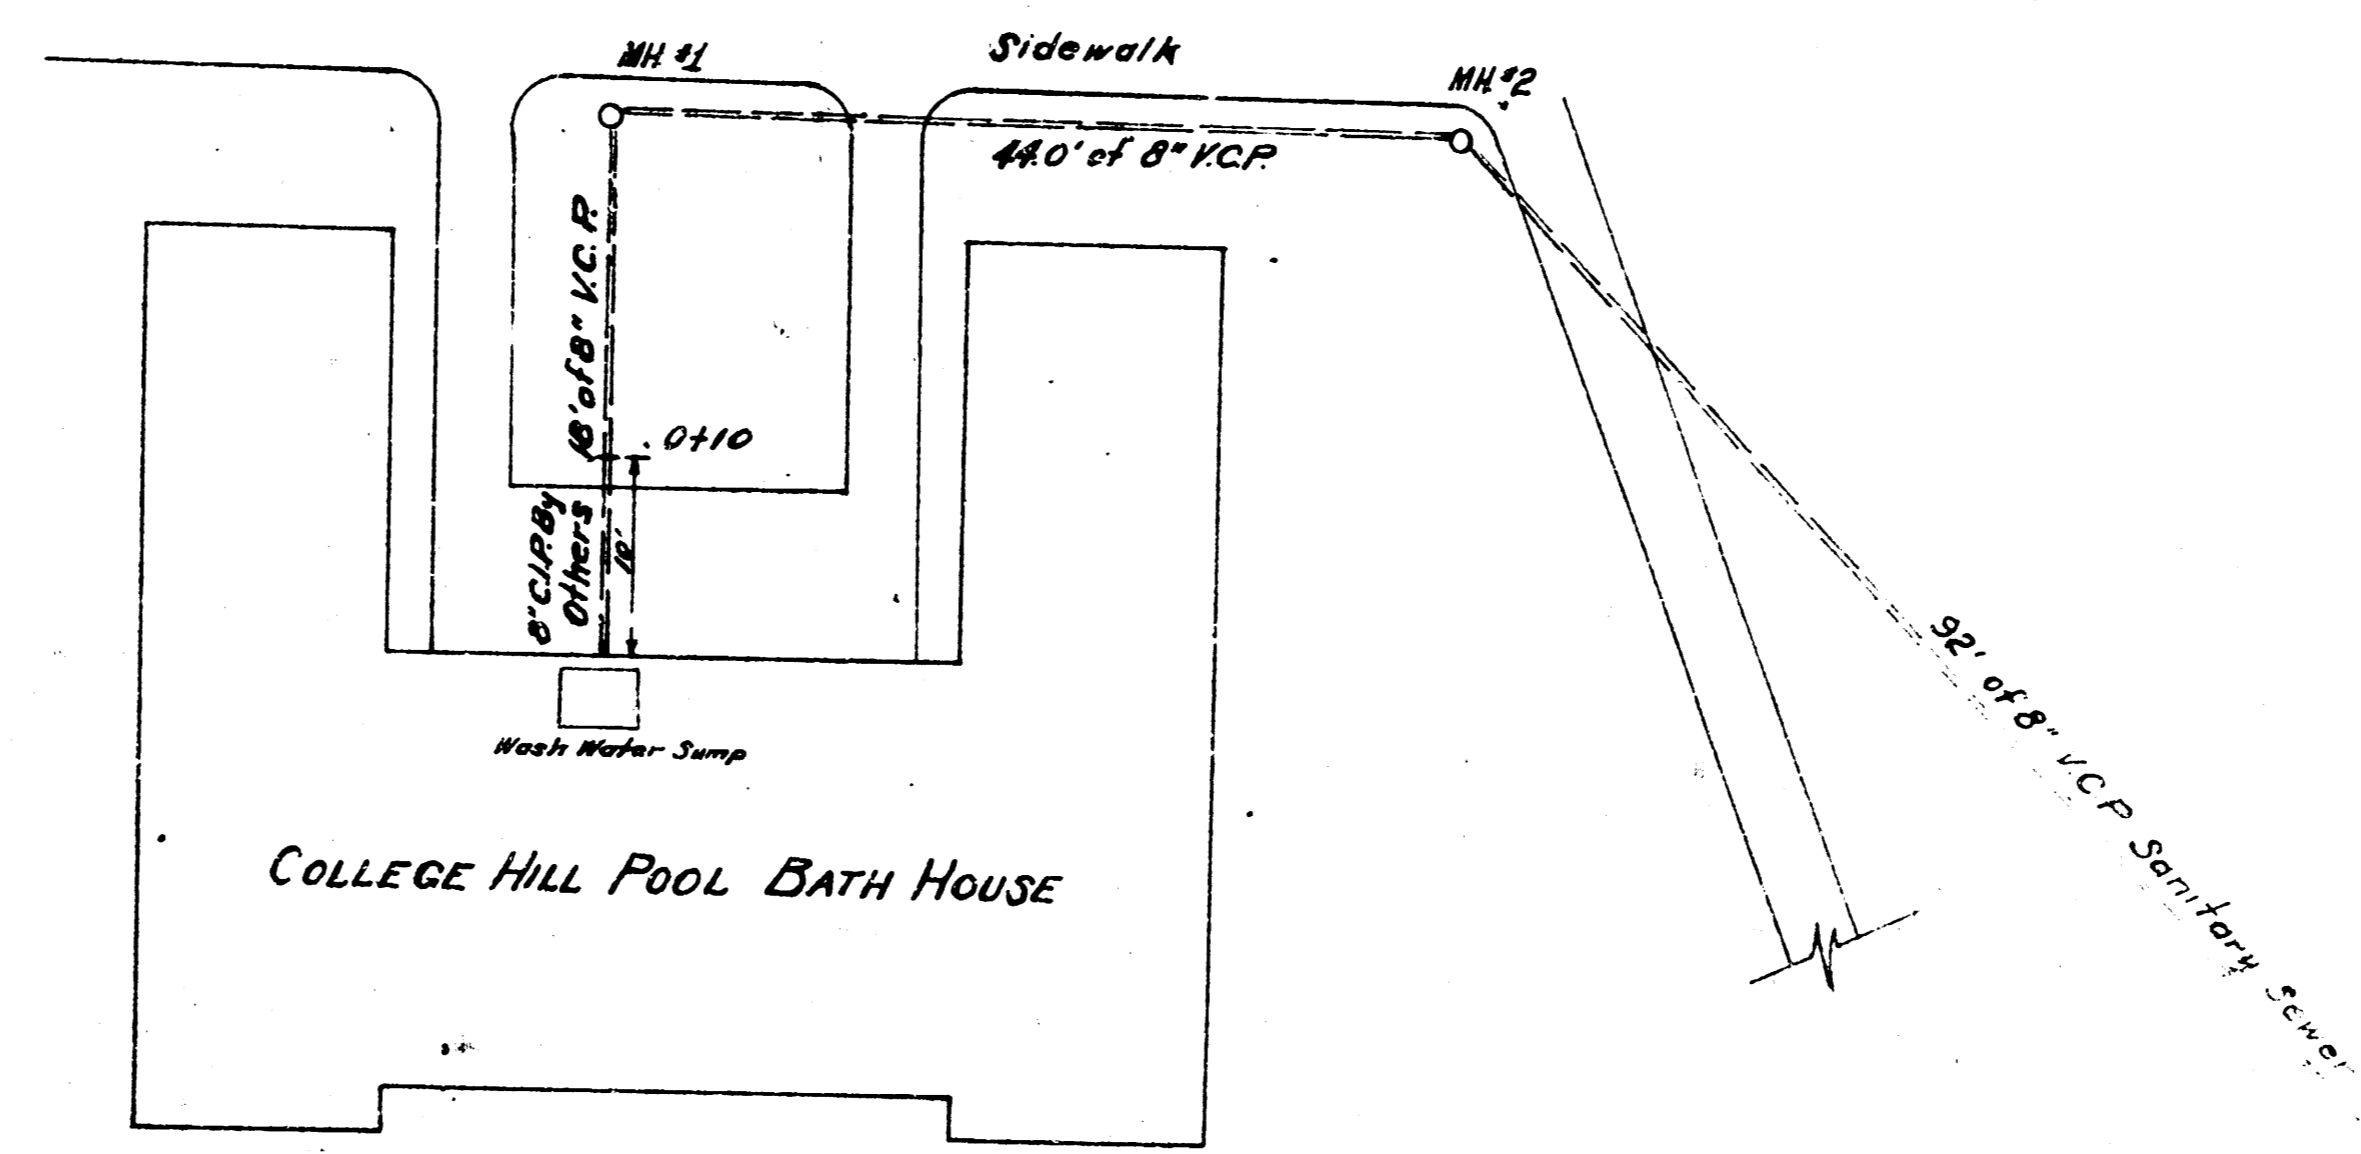 MH. #1
Sidewalk
MH. #2
44.0' of 8" V.C.P.
18' of 8" V.C.P.
0+10
8" C.I.P. By
Others
10'
Wash Water Sump
COLLEGE HILL POOL BATH HOUSE
92' of 8" V.C.P. Sanitary Sewer